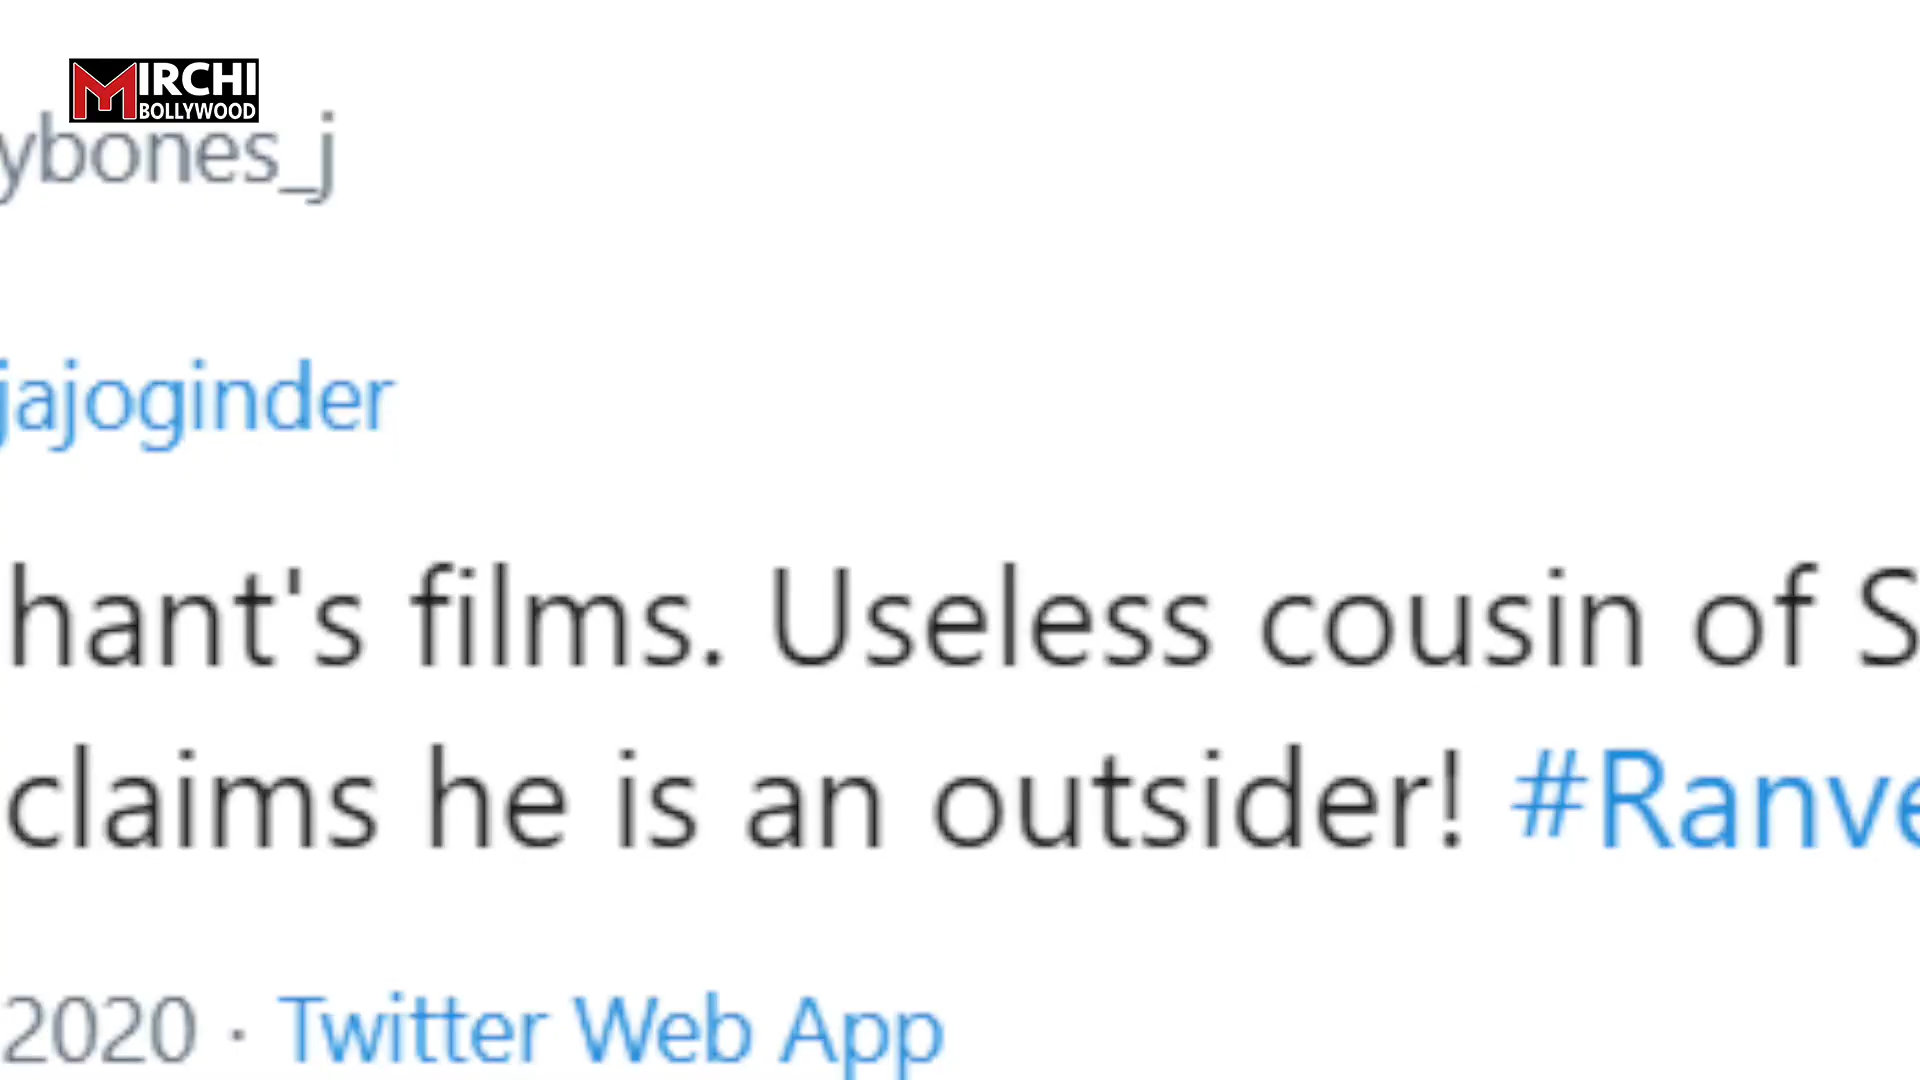 MIRCHI
BOLLYWOOD
ybones_j
jajoginder
hant's films. Useless cousin of S
claims he is an outsider! #Ranve
2020 · Twitter Web App